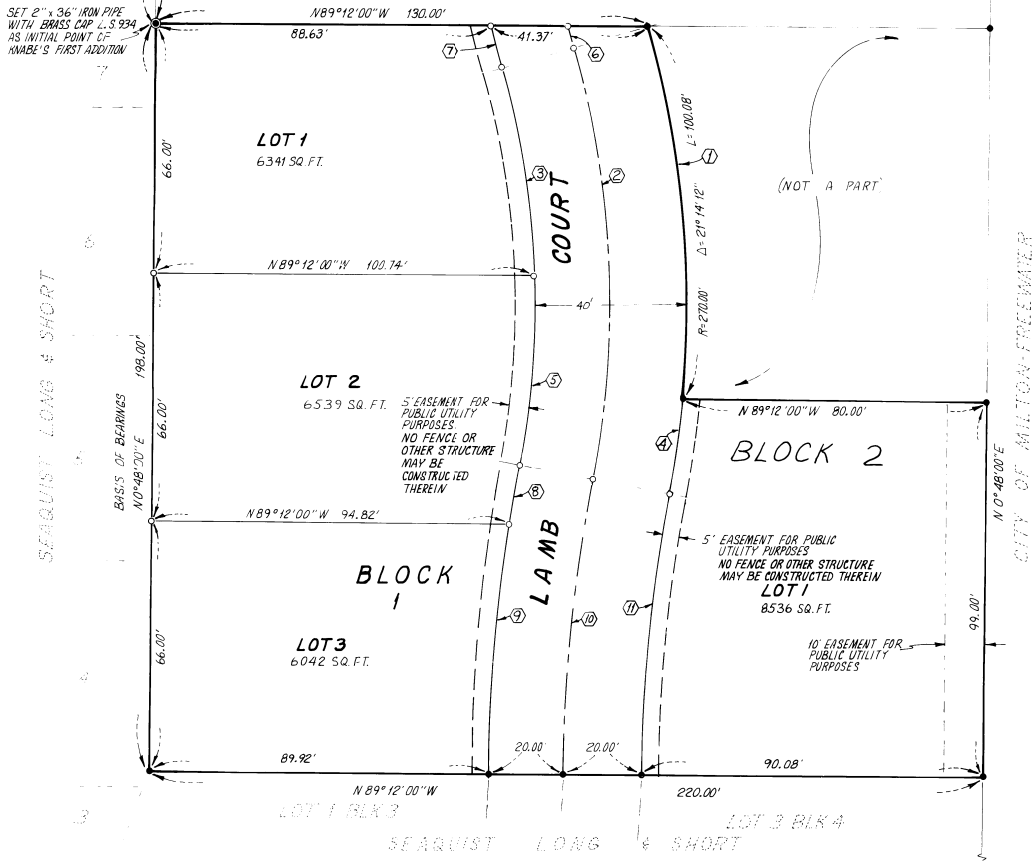 SET 2" x 36" IRON PIPE
WITH BRASS CAP L.S. 934
AS INITIAL POINT OF
KNABE'S FIRST ADDITION
N89°12'00"W 130.00'
88.63'
41.37'
7
6
7
66.00'
LOT 1
6341 SQ. FT.
3
COURT
2
L=100.08'
1
(NOT A PART)
Δ=21°14'12"
R=270.00'
6
N89°12'00"W 100.74'
40'
SEAQUIST LONG & SHORT
CITY OF MILTON-FREEWATER
BASIS OF BEARINGS
N0°48'00"E 198.00'
66.00'
LOT 2
6539 SQ. FT.
5
5' EASEMENT FOR
PUBLIC UTILITY
PURPOSES.
NO FENCE OR
OTHER STRUCTURE
MAY BE
CONSTRUCTED
THEREIN
N89°12'00"W 80.00'
4
BLOCK 2
N0°48'00"E
5
8
N89°12'00"W 94.82'
LAMB
5' EASEMENT FOR PUBLIC
UTILITY PURPOSES
NO FENCE OR OTHER STRUCTURE
MAY BE CONSTRUCTED THEREIN
LOT 1
8536 SQ. FT.
BLOCK
1
9
10
11
99.00'
66.00'
LOT 3
6042 SQ. FT.
10' EASEMENT FOR
PUBLIC UTILITY
PURPOSES
4
89.92'
20.00'
20.00'
90.08'
N89°12'00"W
220.00'
3
LOT 1 BLK 3
LOT 3 BLK 4
SEAQUIST LONG & SHORT